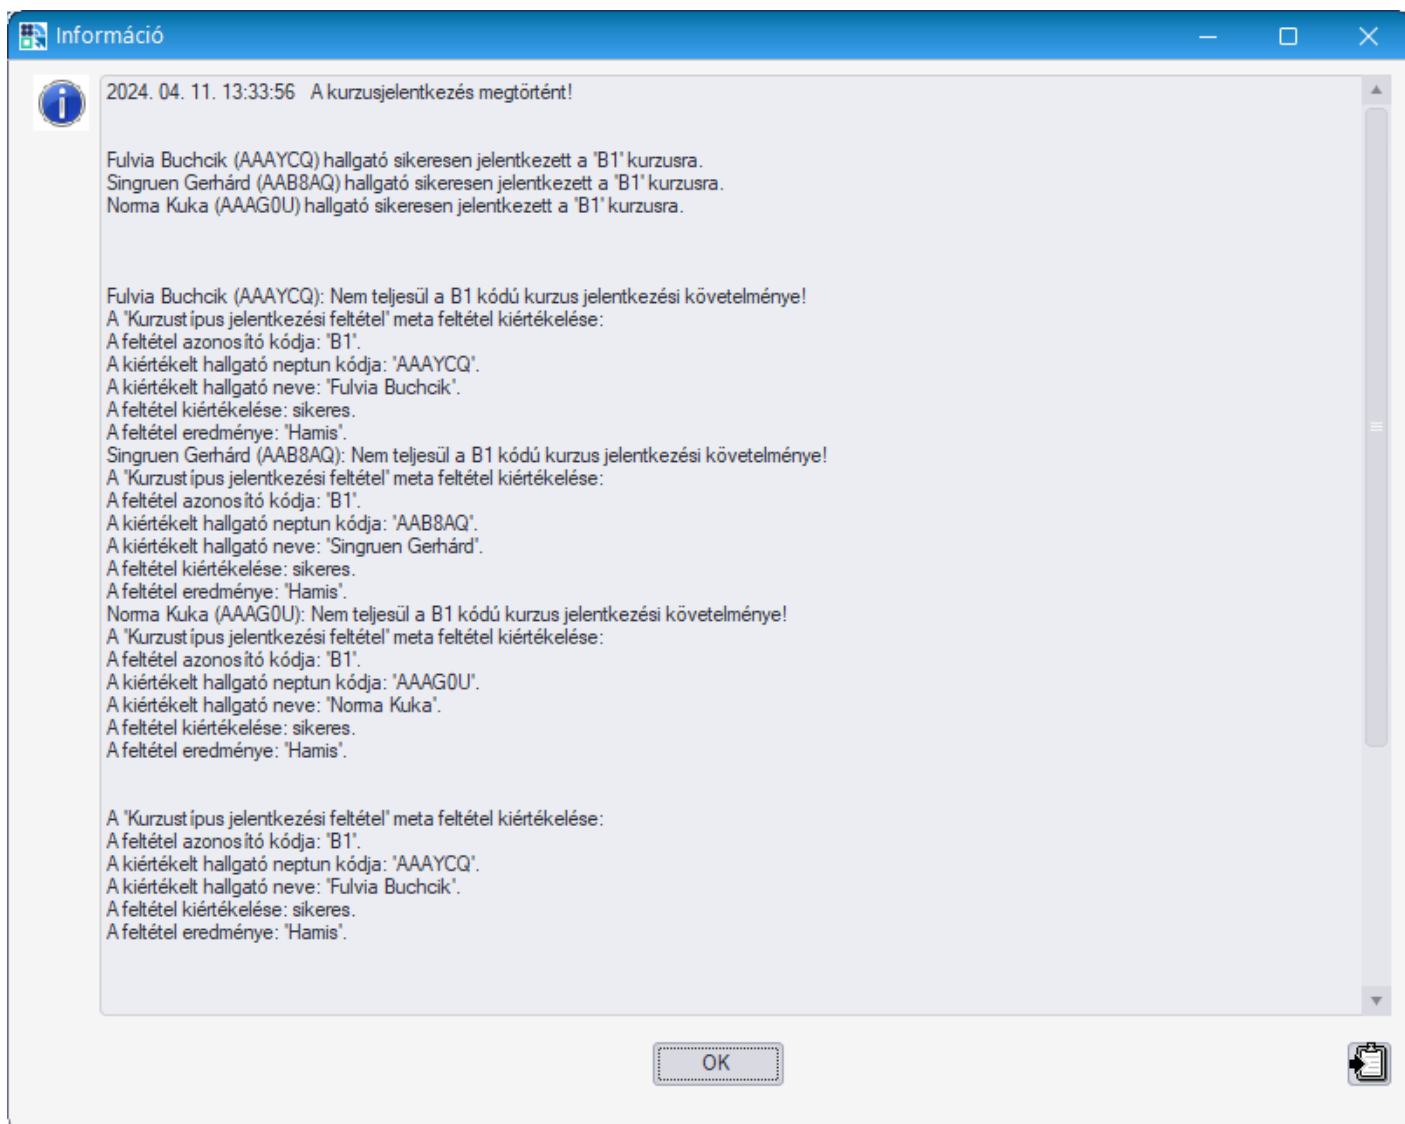 Információ
2024. 04. 11. 13:33:56   A kurzusjelentkezés megtörtént!
Fulvia Buchcik (AAAYCQ) hallgató sikeresen jelentkezett a "B1" kurzusra.
Singruen Gerhárd (AAB8AQ) hallgató sikeresen jelentkezett a "B1" kurzusra.
Norma Kuka (AAAG0U) hallgató sikeresen jelentkezett a "B1" kurzusra.
Fulvia Buchcik (AAAYCQ): Nem teljesül a B1 kódú kurzus jelentkezési követelménye!
A "Kurzustípus jelentkezési feltétel" meta feltétel kiértékelése:
A feltétel azonosító kódja: "B1".
A kiértékelt hallgató neptun kódja: "AAAYCQ".
A kiértékelt hallgató neve: "Fulvia Buchcik".
A feltétel kiértékelése: sikeres.
A feltétel eredménye: "Hamis".
Singruen Gerhárd (AAB8AQ): Nem teljesül a B1 kódú kurzus jelentkezési követelménye!
A "Kurzustípus jelentkezési feltétel" meta feltétel kiértékelése:
A feltétel azonosító kódja: "B1".
A kiértékelt hallgató neptun kódja: "AAB8AQ".
A kiértékelt hallgató neve: "Singruen Gerhárd".
A feltétel kiértékelése: sikeres.
A feltétel eredménye: "Hamis".
Norma Kuka (AAAG0U): Nem teljesül a B1 kódú kurzus jelentkezési követelménye!
A "Kurzustípus jelentkezési feltétel" meta feltétel kiértékelése:
A feltétel azonosító kódja: "B1".
A kiértékelt hallgató neptun kódja: "AAAG0U".
A kiértékelt hallgató neve: "Norma Kuka".
A feltétel kiértékelése: sikeres.
A feltétel eredménye: "Hamis".
A "Kurzustípus jelentkezési feltétel" meta feltétel kiértékelése:
A feltétel azonosító kódja: "B1".
A kiértékelt hallgató neptun kódja: "AAAYCQ".
A kiértékelt hallgató neve: "Fulvia Buchcik".
A feltétel kiértékelése: sikeres.
A feltétel eredménye: "Hamis".
OK